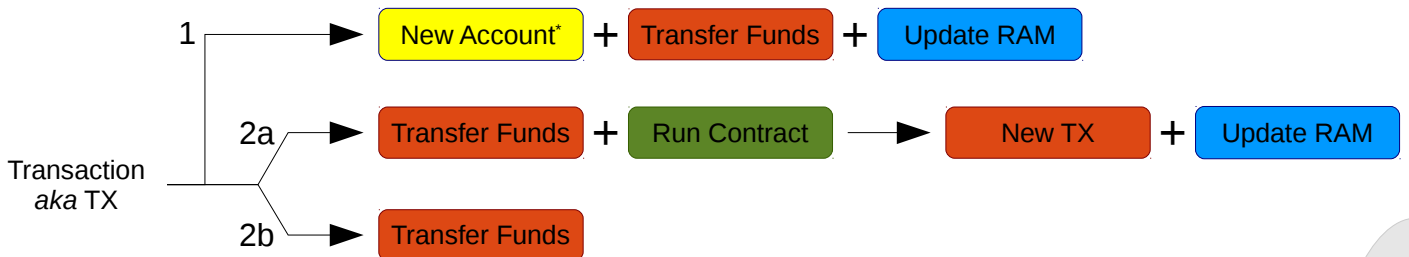 1 New Account* + Transfer Funds + Update RAM
2a Transfer Funds + Run Contract New TX + Update RAM
Transaction
aka TX
2b Transfer Funds